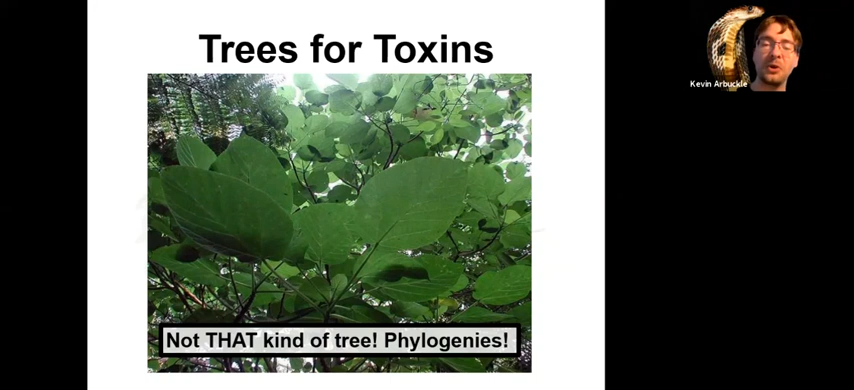 Trees for Toxins
Kevin Arbuckle
Not THAT kind of tree! Phylogenies!